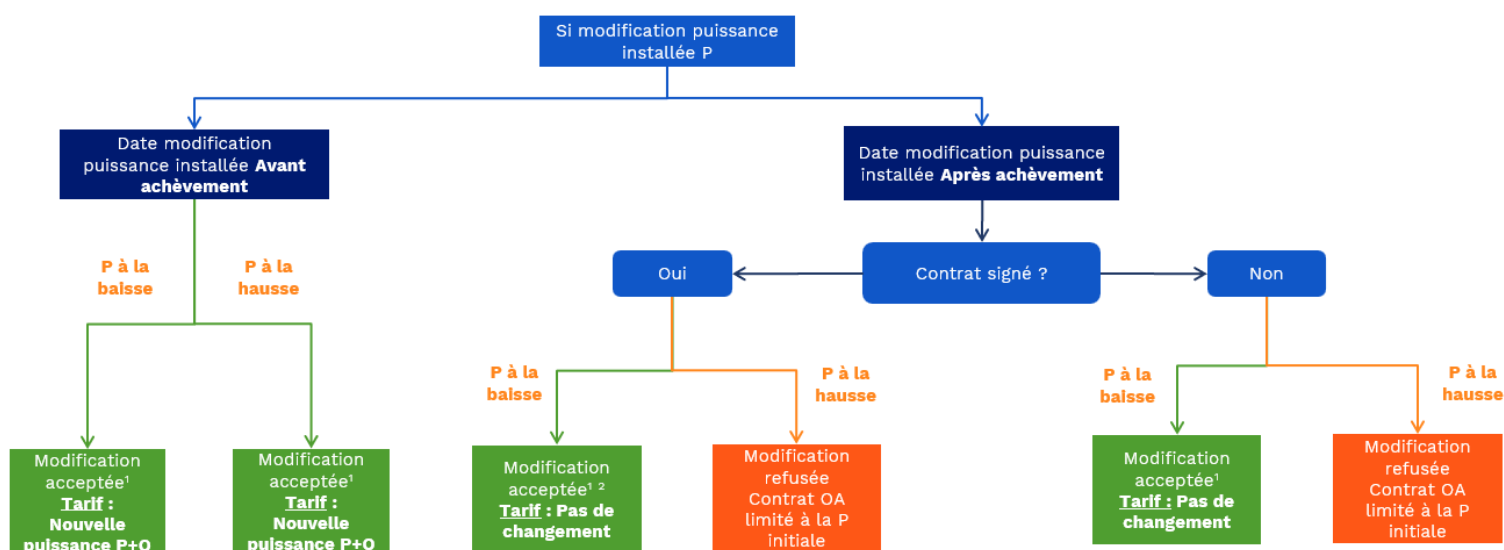 Si modification puissance
installée P
Date modification
puissance installée Avant
achèvement
Date modification puissance
installée Après achèvement
Oui
Contrat signé ?
Non
P à la
baisse
P à la
hausse
P à la
baisse
P à la
hausse
P à la
baisse
P à la
hausse
Modification
acceptée¹
Tarif :
Nouvelle
puissance P+Q
Modification
acceptée¹
Tarif :
Nouvelle
puissance P+Q
Modification
acceptée¹ ²
Tarif : Pas de
changement
Modification
refusée
Contrat OA
limité à la P
initiale
Modification
acceptée¹
Tarif : Pas de
changement
Modification
refusée
Contrat OA
limité à la P
initiale